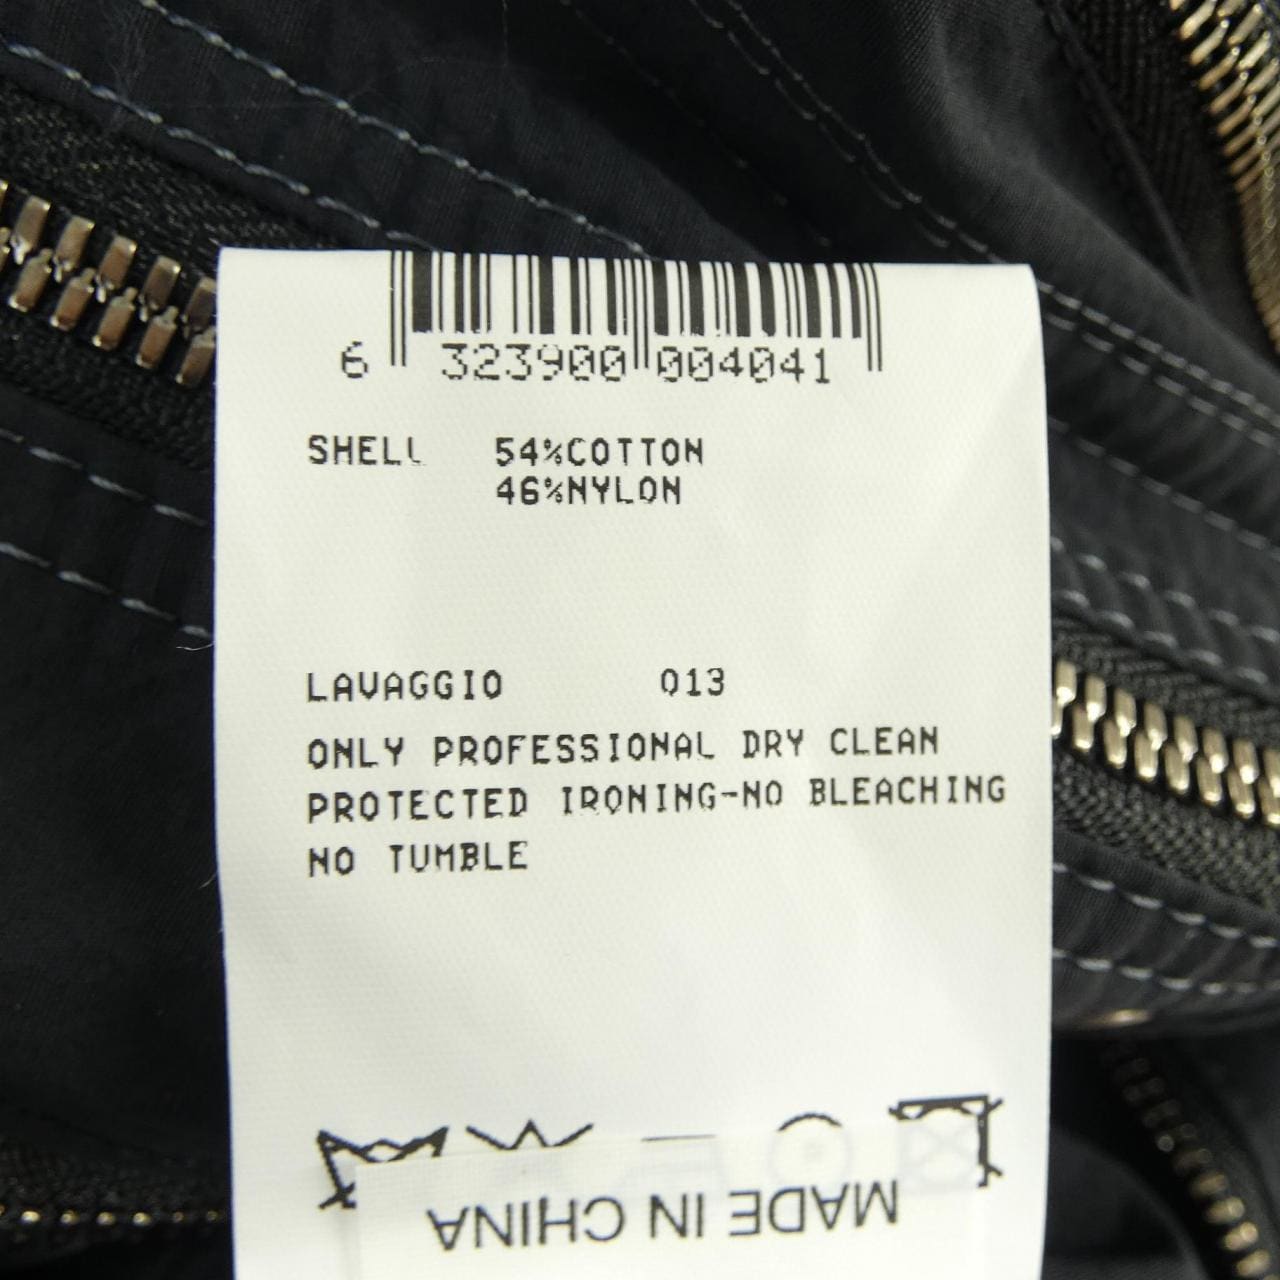 6 323900 004041
SHELL 54%COTTON
46%NYLON
LAVAGGIO 013
ONLY PROFESSIONAL DRY CLEAN
PROTECTED IRONING-NO BLEACHING
NO TUMBLE
MADE IN CHINA